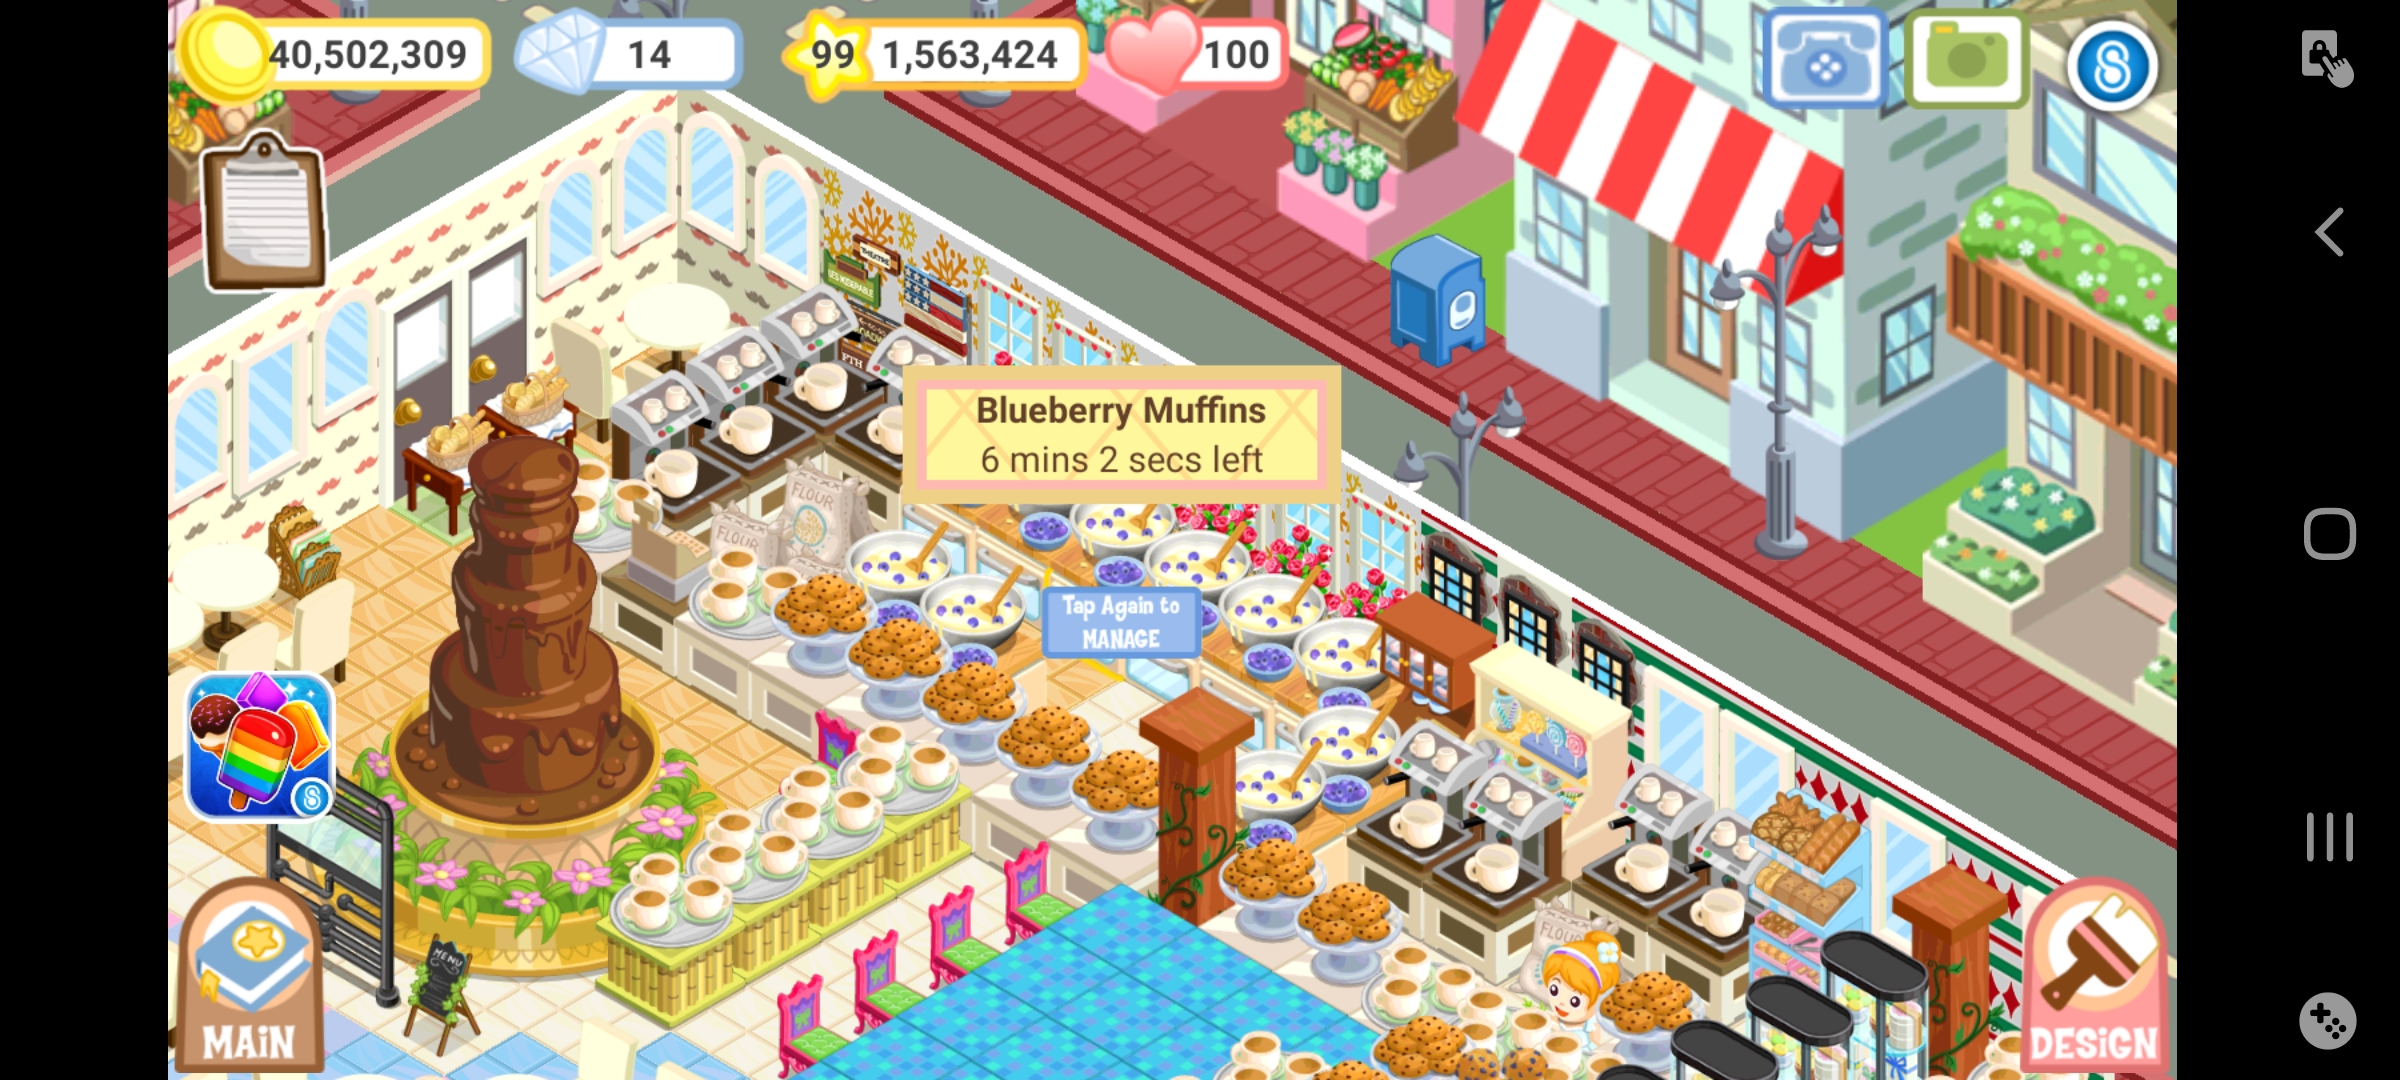 40,502,309
14
99
1,563,424
100
THEATRE
Blueberry Muffins
6 mins 2 secs left
FLOUR
FLOUR
Tap Again to
MANAGE
FLOUR
MENU
MAiN
DESiGN